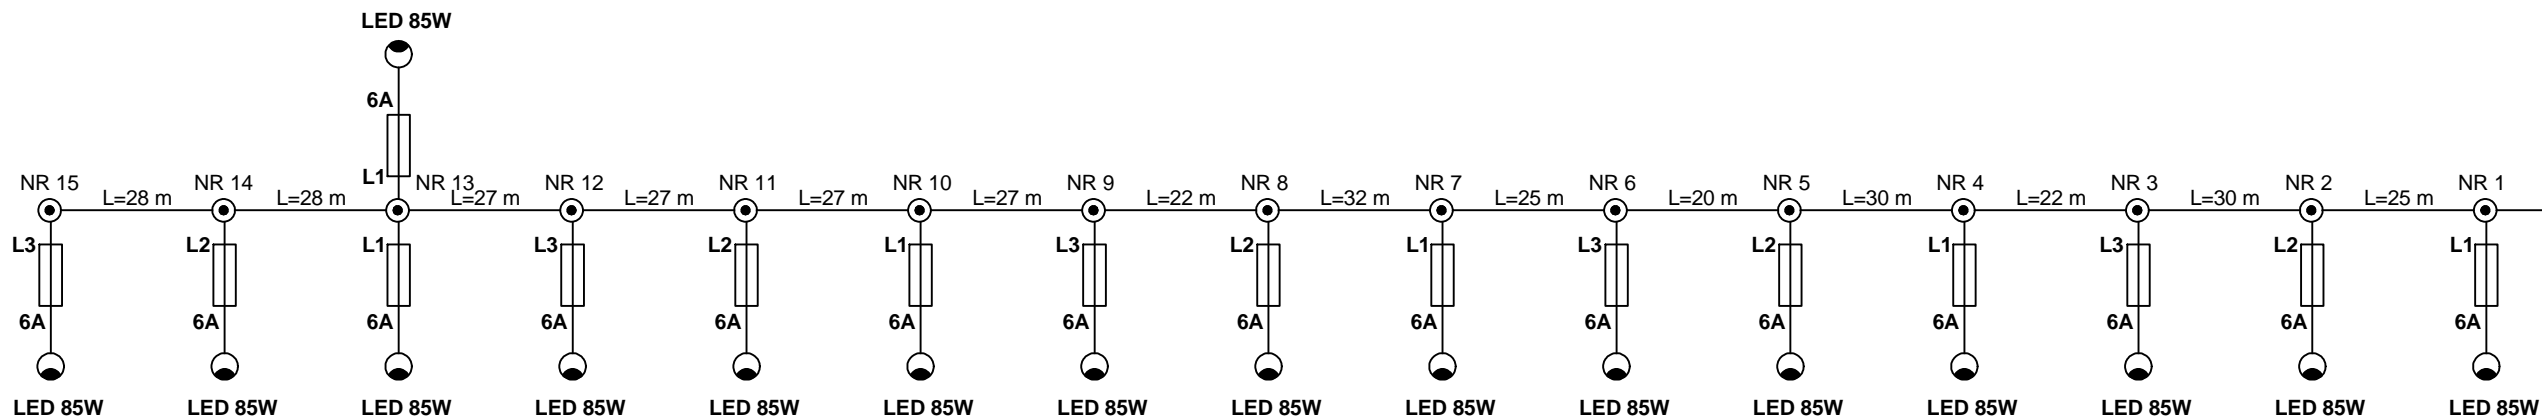 LED 85W
6A
L1
NR 15 NR 14 NR 13 NR 12 NR 11 NR 10 NR 9 NR 8 NR 7 NR 6 NR 5 NR 4 NR 3 NR 2 NR 1
L=28 m L=28 m L=27 m L=27 m L=27 m L=27 m L=22 m L=32 m L=25 m L=20 m L=30 m L=22 m L=30 m L=25 m
L3 L2 L1 L3 L2 L1 L3 L2 L1 L3 L2 L1 L3 L2 L1
6A 6A 6A 6A 6A 6A 6A 6A 6A 6A 6A 6A 6A 6A 6A
LED 85W LED 85W LED 85W LED 85W LED 85W LED 85W LED 85W LED 85W LED 85W LED 85W LED 85W LED 85W LED 85W LED 85W LED 85W